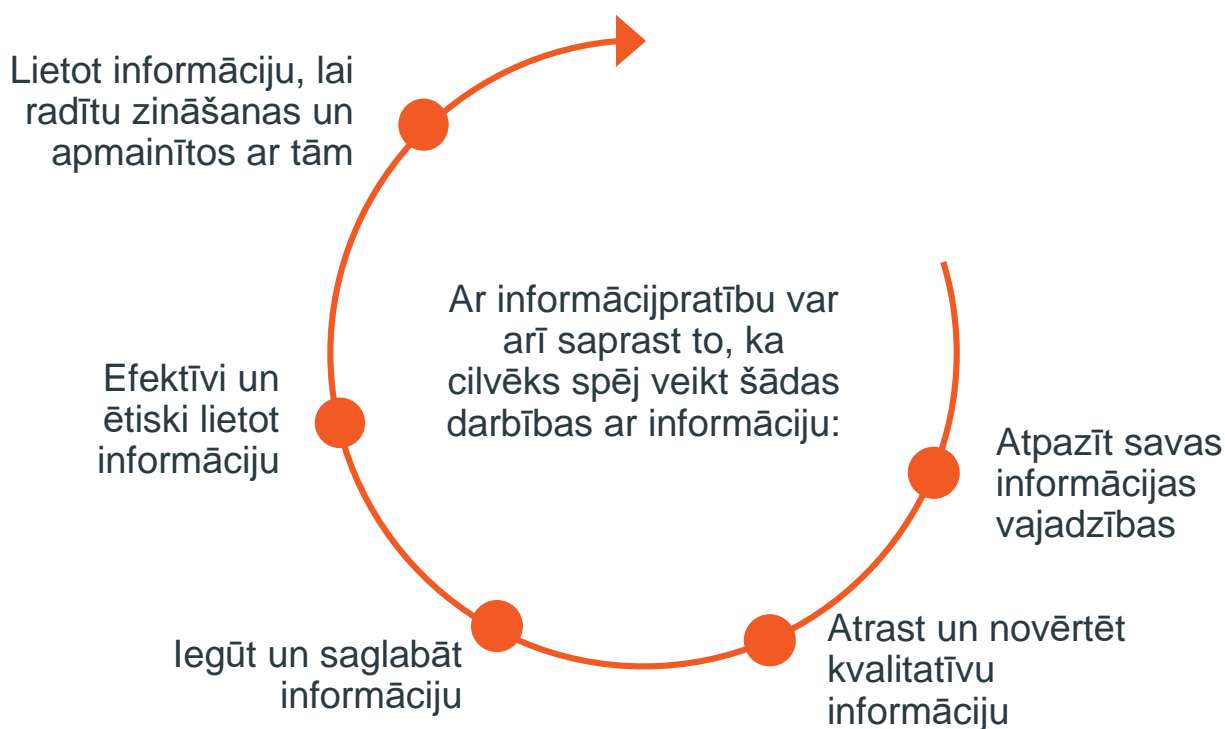 Lietot informāciju, lai
radītu zināšanas un
apmainītos ar tām
Ar informācijpratību var
arī saprast to, ka
cilvēks spēj veikt šādas
darbības ar informāciju:
Efektīvi un
ētiski lietot
informāciju
Atpazīt savas
informācijas
vajadzības
Iegūt un saglabāt
informāciju
Atrast un novērtēt
kvalitatīvu
informāciju